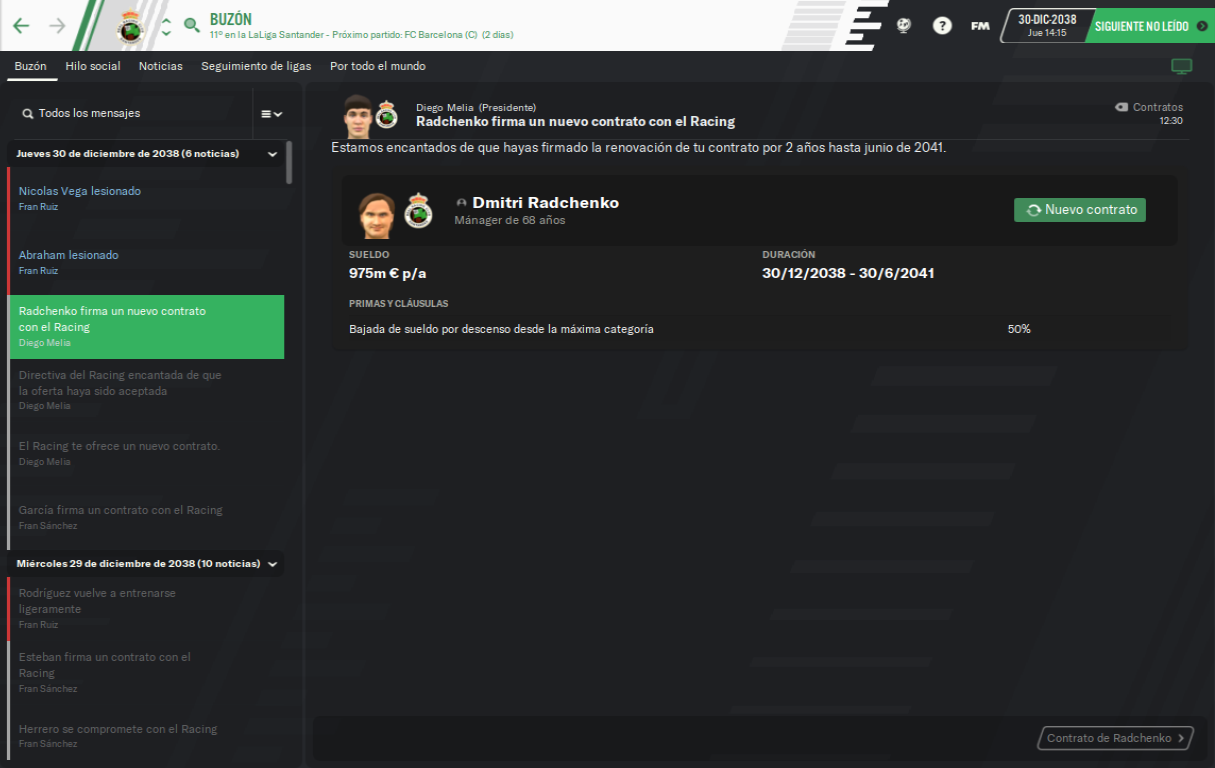 BUZÓN
11º en la LaLiga Santander - Próximo partido: FC Barcelona (C) (2 días)
?
FM
30-DIC-2038
Jue 14:15
SIGUIENTE NO LEÍDO
Buzón
Hilo social
Noticias
Seguimiento de ligas
Por todo el mundo
Todos los mensajes
Jueves 30 de diciembre de 2038 (6 noticias)
Nicolas Vega lesionado
Fran Ruiz
Abraham lesionado
Fran Ruiz
Radchenko firma un nuevo contrato
con el Racing
Diego Melia
Directiva del Racing encantada de que
la oferta haya sido aceptada
Diego Melia
El Racing te ofrece un nuevo contrato.
Diego Melia
García firma un contrato con el Racing
Fran Sánchez
Miércoles 29 de diciembre de 2038 (10 noticias)
Rodríguez vuelve a entrenarse
ligeramente
Fran Ruiz
Esteban firma un contrato con el
Racing
Fran Sánchez
Herrero se compromete con el Racing
Fran Sánchez
Diego Melia (Presidente)
Radchenko firma un nuevo contrato con el Racing
Contratos
12:30
Estamos encantados de que hayas firmado la renovación de tu contrato por 2 años hasta junio de 2041.
Dmitri Radchenko
Mánager de 68 años
Nuevo contrato
SUELDO
975m € p/a
DURACIÓN
30/12/2038 - 30/6/2041
PRIMAS Y CLÁUSULAS
Bajada de sueldo por descenso desde la máxima categoría
50%
Contrato de Radchenko